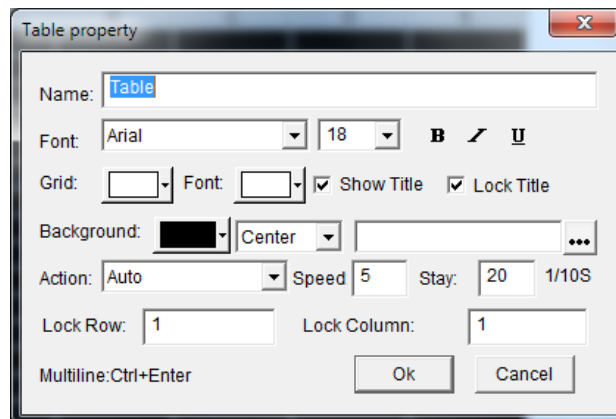 Table property
Name: Table
Font: Arial 18 B I U
Grid: Font: Show Title Lock Title
Background: Center ...
Action: Auto Speed 5 Stay: 20 1/10S
Lock Row: 1 Lock Column: 1
Multiline:Ctrl+Enter Ok Cancel